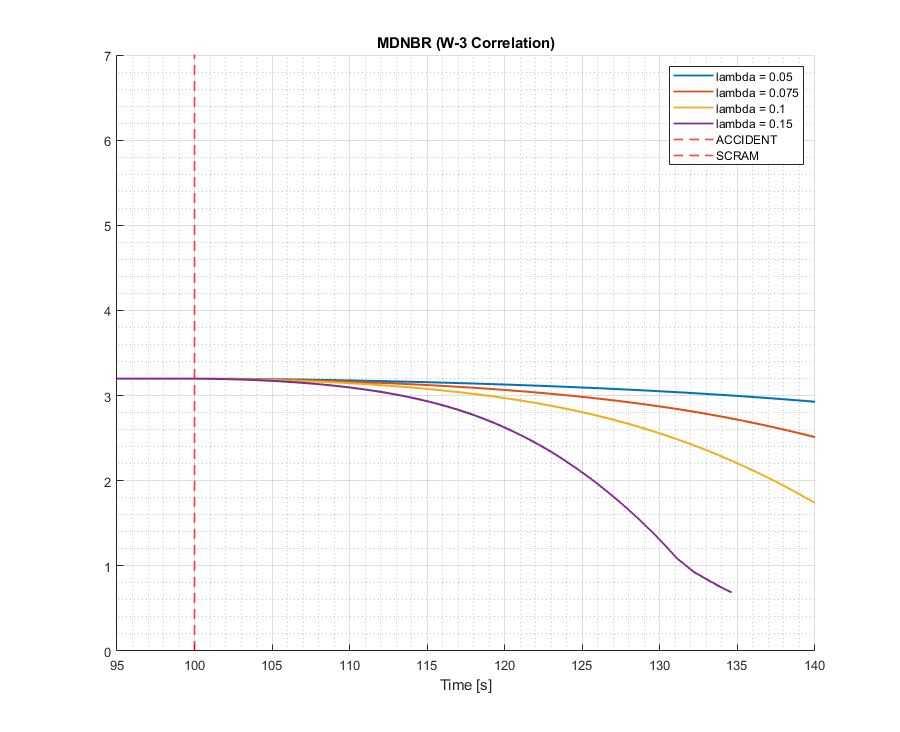 MDNBR (W-3 Correlation)
7
6
5
4
3
2
1
0
lambda = 0.05
lambda = 0.075
lambda = 0.1
lambda = 0.15
ACCIDENT
SCRAM
95 100 105 110 115 120 125 130 135 140
Time [s]